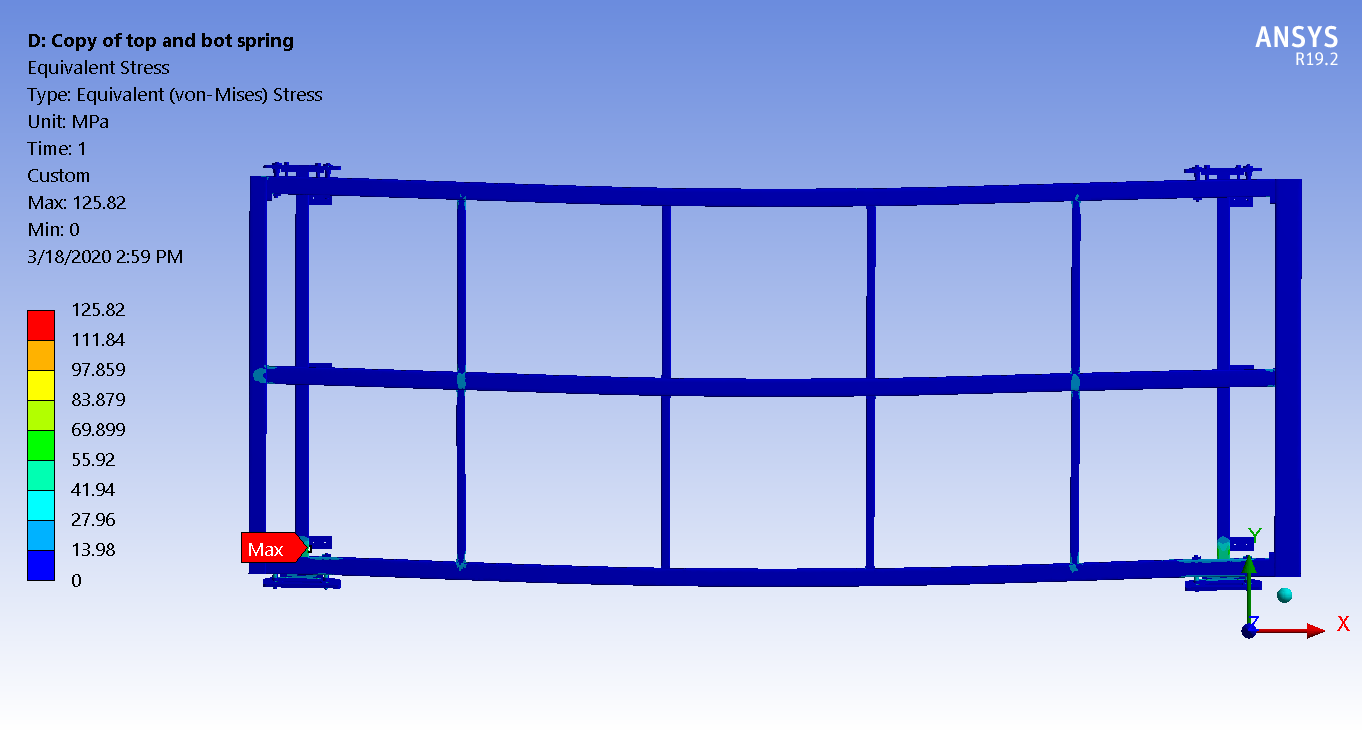 D: Copy of top and bot spring
Equivalent Stress
Type: Equivalent (von-Mises) Stress
Unit: MPa
Time: 1
Custom
Max: 125.82
Min: 0
3/18/2020 2:59 PM
ANSYS
R19.2
125.82
111.84
97.859
83.879
69.899
55.92
41.94
27.96
13.98
0
Max
Y
Z
X